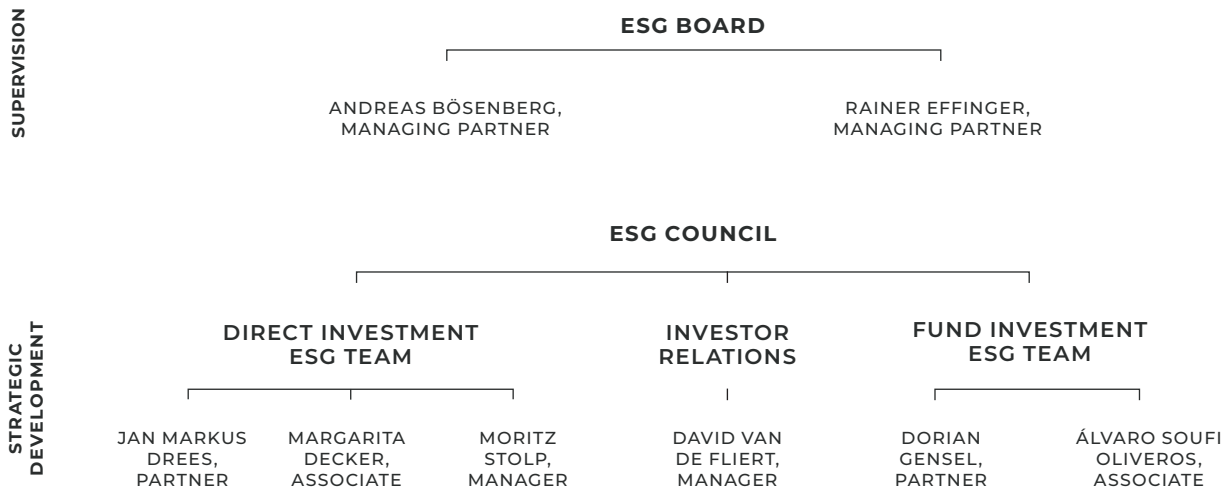 SUPERVISION
ESG BOARD
ANDREAS BÖSENBERG,
MANAGING PARTNER
RAINER EFFINGER,
MANAGING PARTNER
STRATEGIC
DEVELOPMENT
ESG COUNCIL
DIRECT INVESTMENT
ESG TEAM
JAN MARKUS
DREES,
PARTNER
MARGARITA
DECKER,
ASSOCIATE
MORITZ
STOLP,
MANAGER
INVESTOR
RELATIONS
DAVID VAN
DE FLIERT,
MANAGER
FUND INVESTMENT
ESG TEAM
DORIAN
GENSEL,
PARTNER
ÁLVARO SOUFI
OLIVEROS,
ASSOCIATE